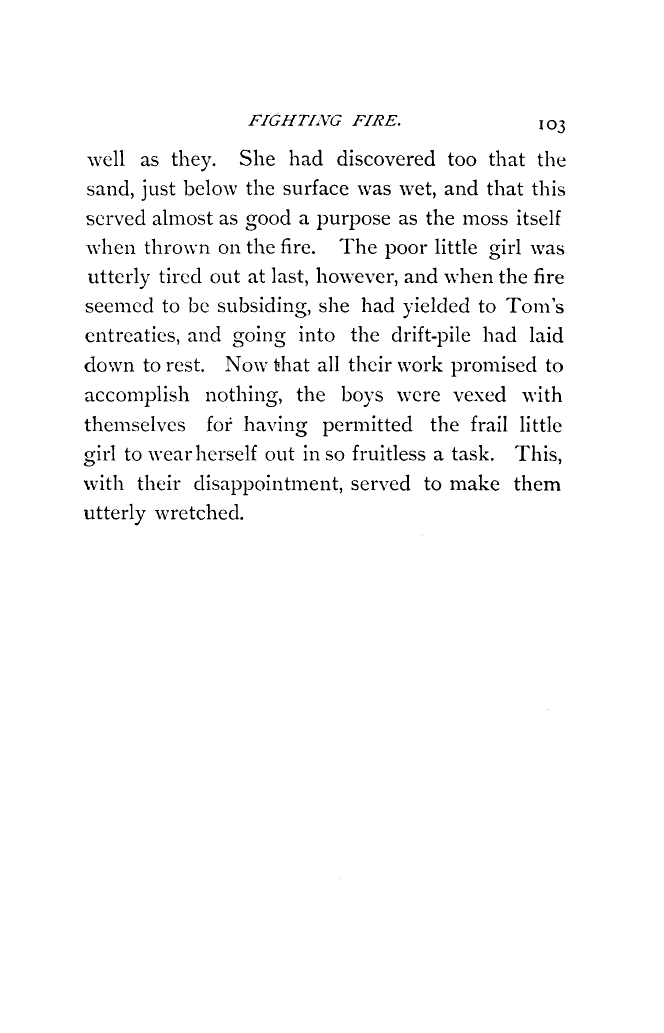 FIGHTING FIRE. 103
well as they. She had discovered too that the
sand, just below the surface was wet, and that this
served almost as good a purpose as the moss itself
when thrown on the fire. The poor little girl was
utterly tired out at last, however, and when the fire
seemed to be subsiding, she had yielded to Tom's
entreaties, and going into the drift-pile had laid
down to rest. Now that all their work promised to
accomplish nothing, the boys were vexed with
themselves for having permitted the frail little
girl to wear herself out in so fruitless a task. This,
with their disappointment, served to make them
utterly wretched.